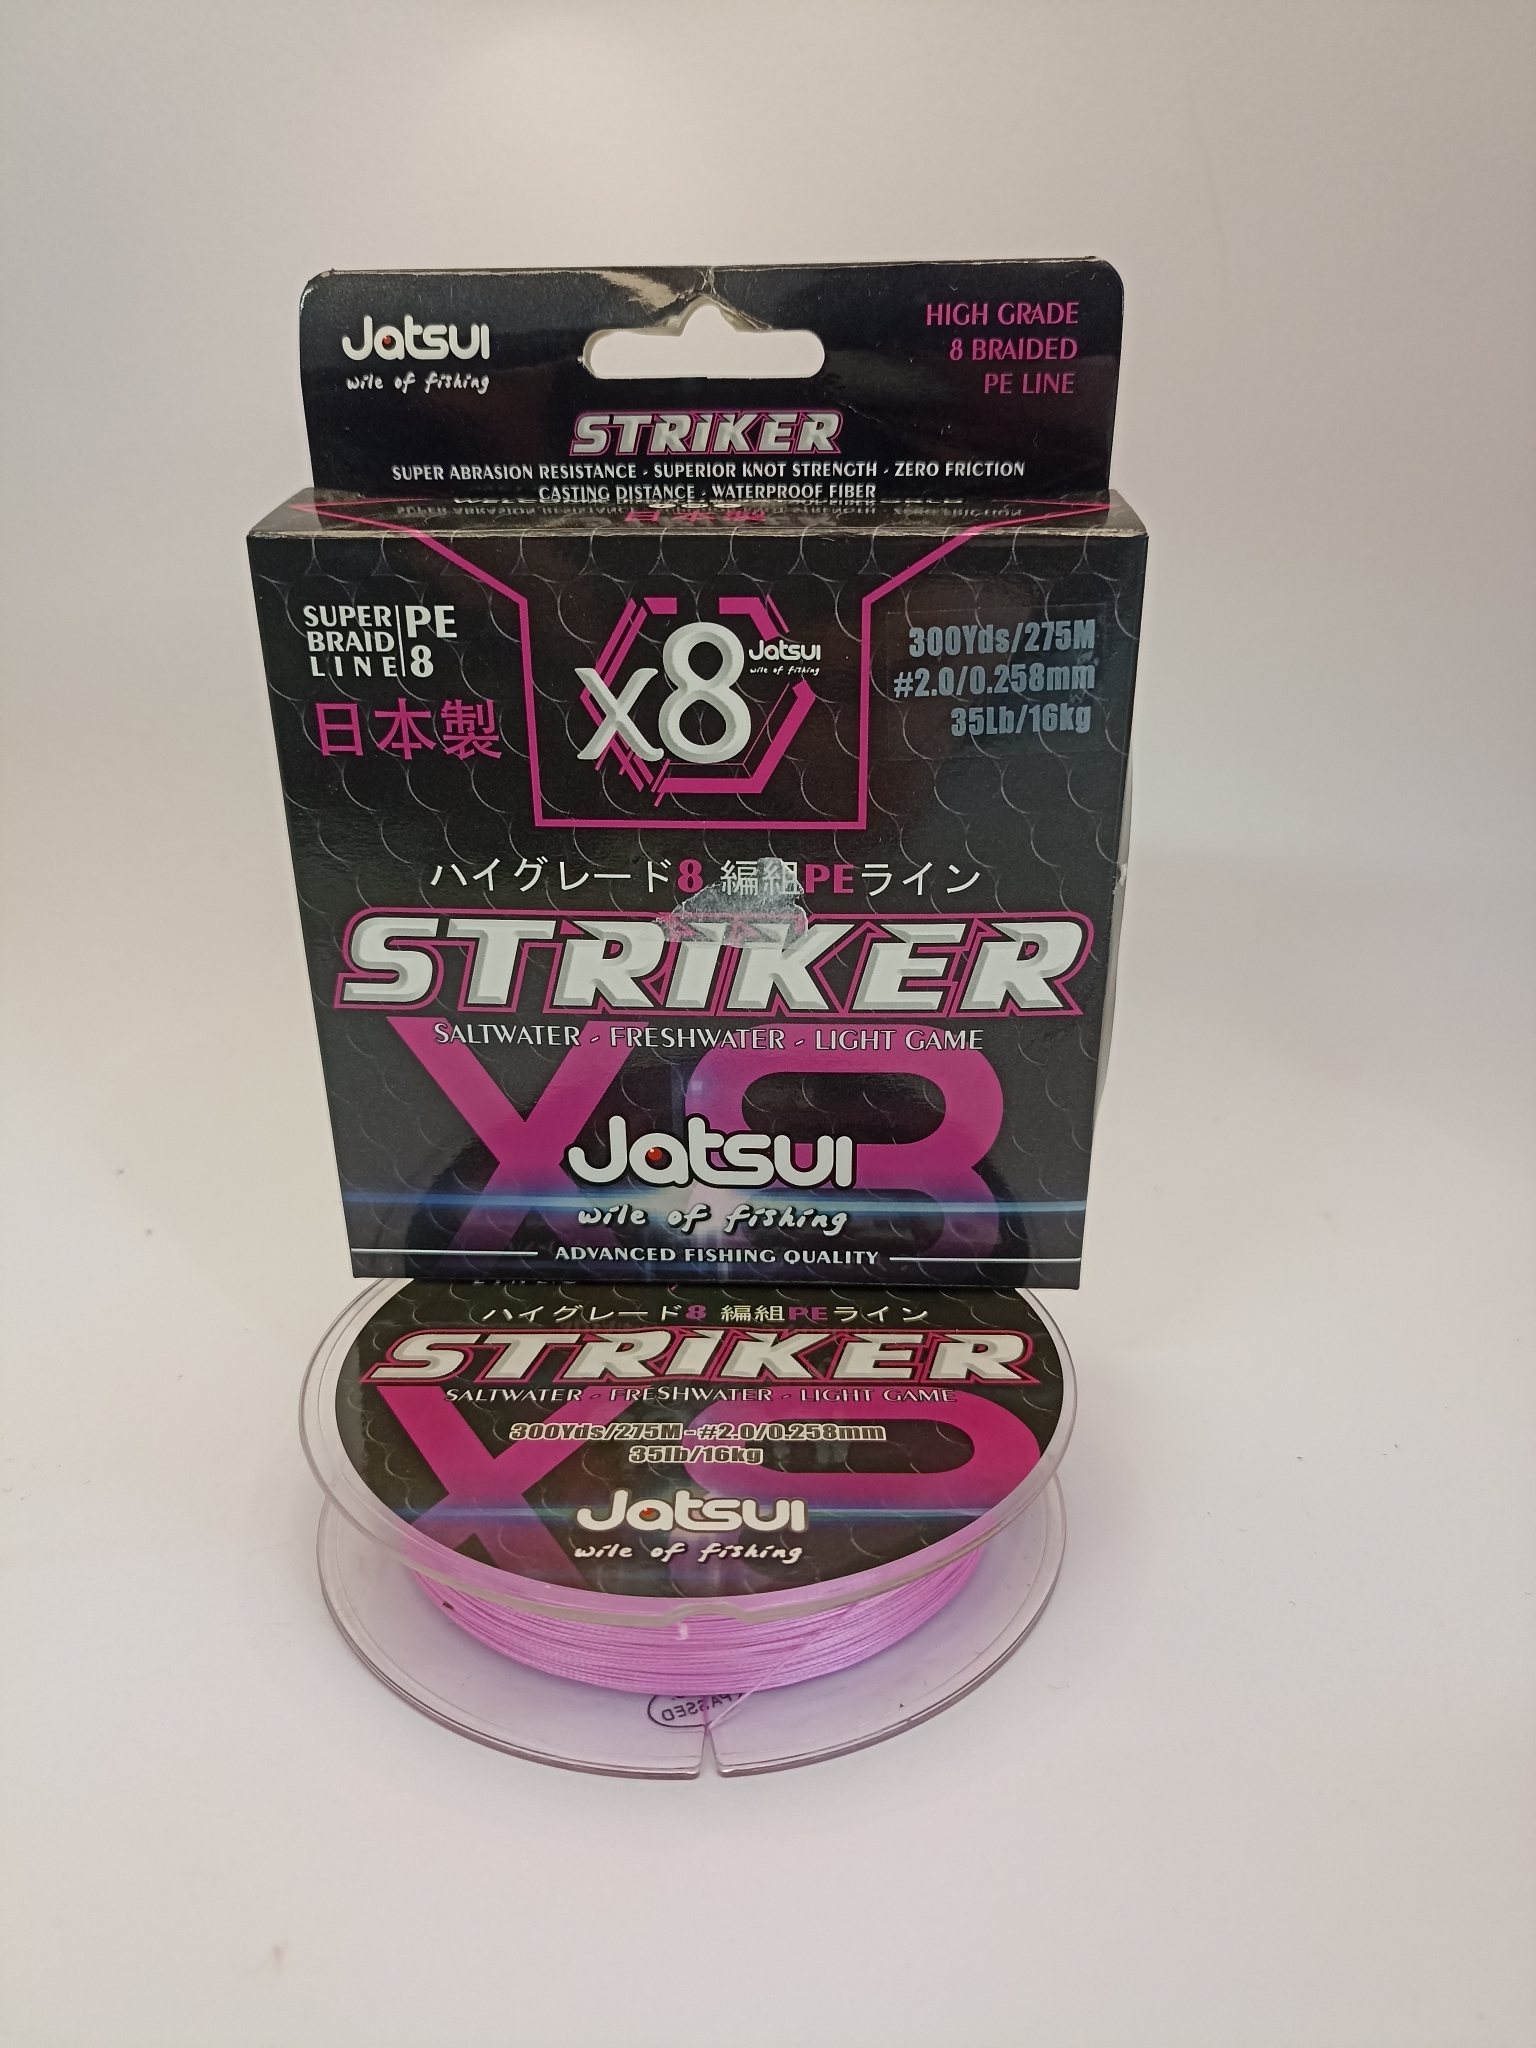 Jatsui
wile of fishing
HIGH GRADE
8 BRAIDED
PE LINE
STRIKER
SUPER ABRASION RESISTANCE - SUPERIOR KNOT STRENGTH - ZERO FRICTION
CASTING DISTANCE - WATERPROOF FIBER
SUPER
BRAID
LINE
PE
8
日本製
x8
Jatsui
wile of fishing
300Yds/275M
#2.0/0.258mm
35Lb/16kg
ハイグレード8 編組PEライン
STRIKER
SALTWATER - FRESHWATER - LIGHT GAME
X8
Jatsui
wile of fishing
ADVANCED FISHING QUALITY
ハイグレード8 編組PEライン
STRIKER
SALTWATER - FRESHWATER - LIGHT GAME
300Yds/275M-#2.0/0.258mm
35lb/16kg
X8
Jatsui
wile of fishing
PASSED